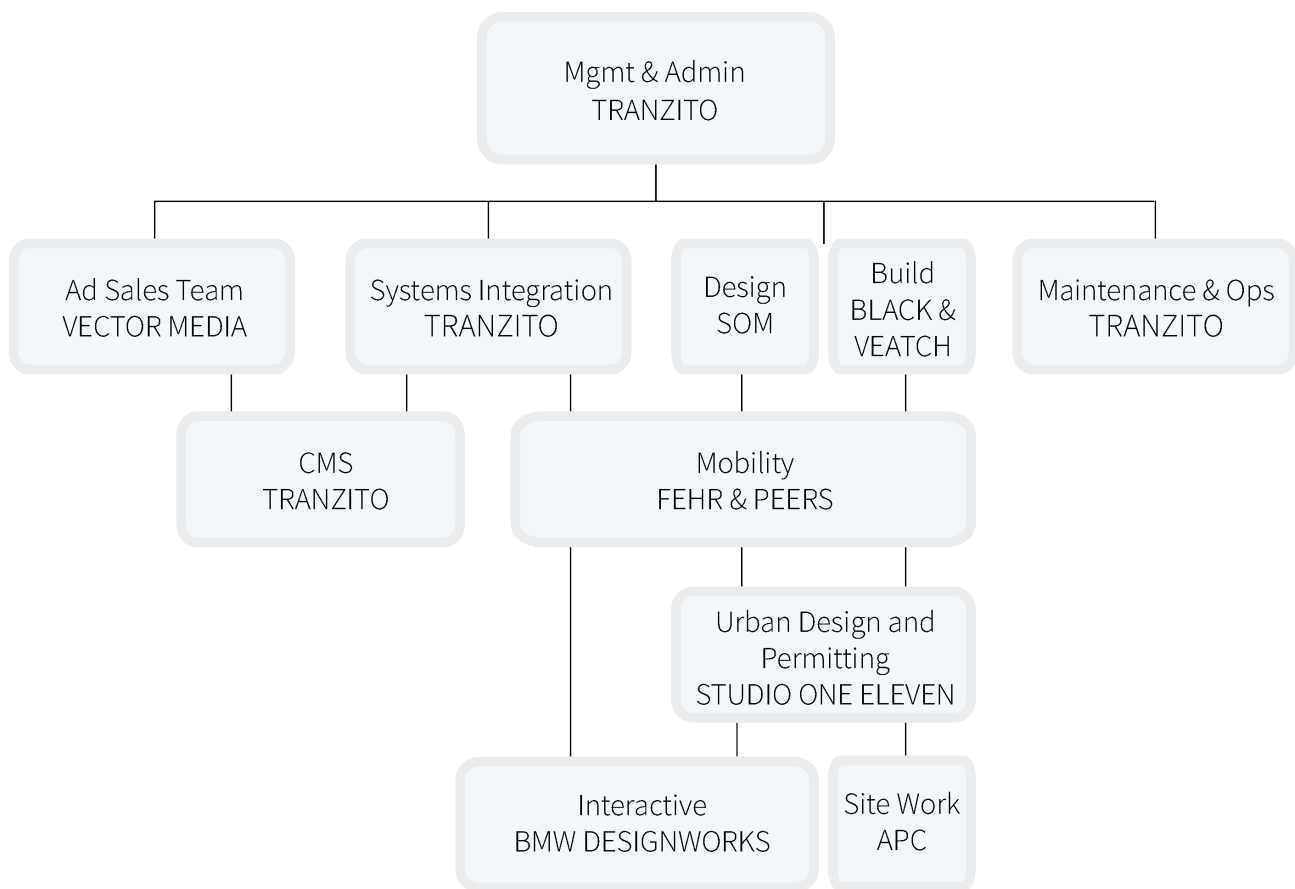 Mgmt & Admin
TRANZITO
Ad Sales Team
VECTOR MEDIA
Systems Integration
TRANZITO
Design
SOM
Build
BLACK &
VEATCH
Maintenance & Ops
TRANZITO
CMS
TRANZITO
Mobility
FEHR & PEERS
Urban Design and
Permitting
STUDIO ONE ELEVEN
Interactive
BMW DESIGNWORKS
Site Work
APC